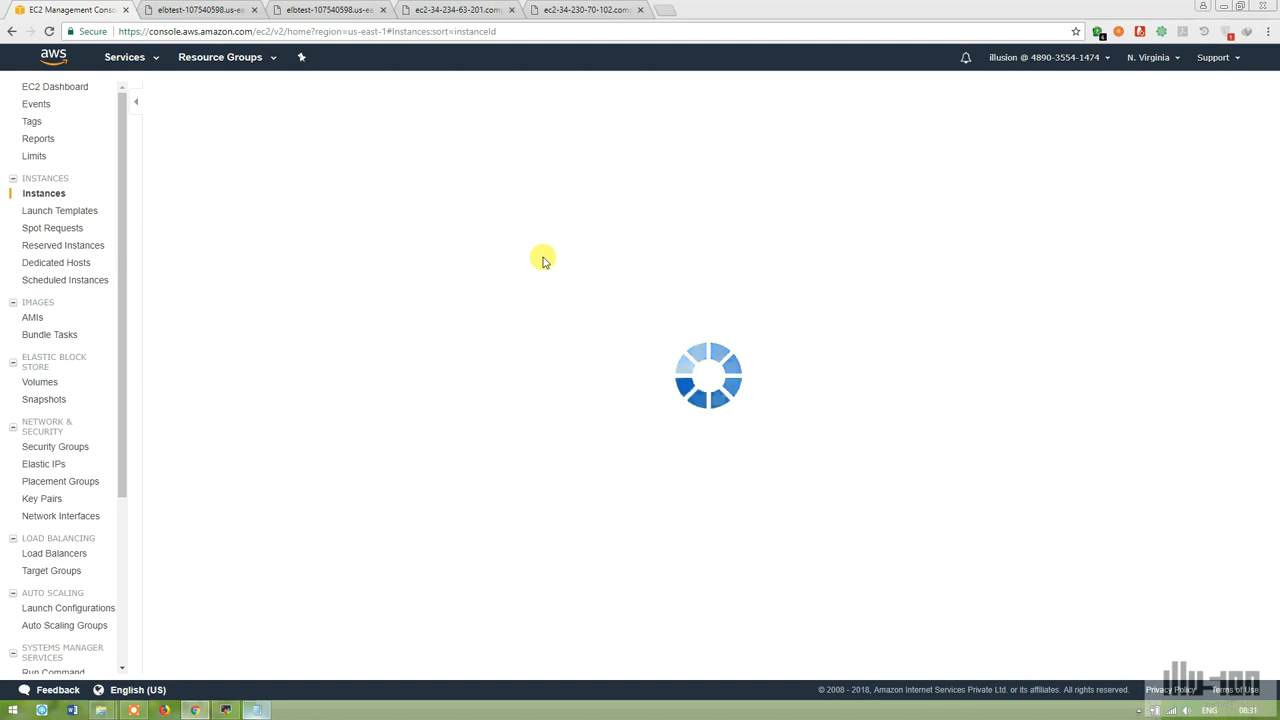 EC2 Management Consol
elbtest-107540598.us-e
elbtest-107540598.us-ea
ec2-34-234-63-201.com
ec2-34-230-70-102.comp
Secure
https://console.aws.amazon.com/ec2/v2/home?region=us-east-1#Instances:sort=instanceId
aws
Services
Resource Groups
illusion @ 4890-3554-1474
N. Virginia
Support
EC2 Dashboard
Events
Tags
Reports
Limits
INSTANCES
Instances
Launch Templates
Spot Requests
Reserved Instances
Dedicated Hosts
Scheduled Instances
IMAGES
AMIs
Bundle Tasks
ELASTIC BLOCK
STORE
Volumes
Snapshots
NETWORK &
SECURITY
Security Groups
Elastic IPs
Placement Groups
Key Pairs
Network Interfaces
LOAD BALANCING
Load Balancers
Target Groups
AUTO SCALING
Launch Configurations
Auto Scaling Groups
SYSTEMS MANAGER
SERVICES
Run Command
Feedback
English (US)
© 2008 - 2018, Amazon Internet Services Private Ltd. or its affiliates. All rights reserved.
Privacy Policy
Terms of Use
ENG
08:31